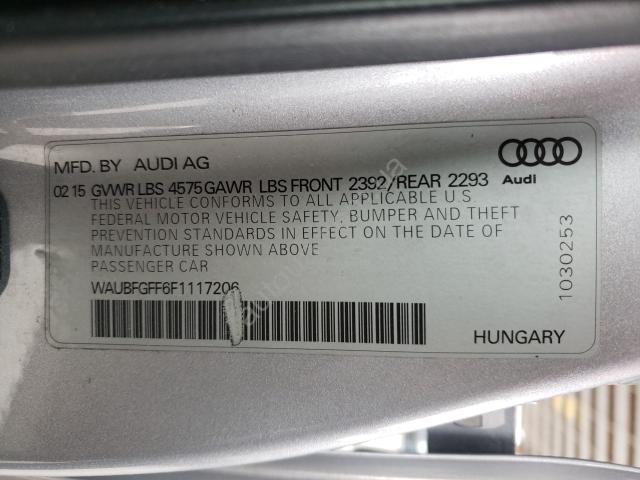 MFD. BY AUDI AG
Audi
02 15 GVWR LBS 4575 GAWR LBS FRONT 2392/REAR 2293
THIS VEHICLE CONFORMS TO ALL APPLICABLE U.S
FEDERAL MOTOR VEHICLE SAFETY, BUMPER AND THEFT
PREVENTION STANDARDS IN EFFECT ON THE DATE OF
MANUFACTURE SHOWN ABOVE
PASSENGER CAR
WAUBFGFF6F1117206
HUNGARY
1030253